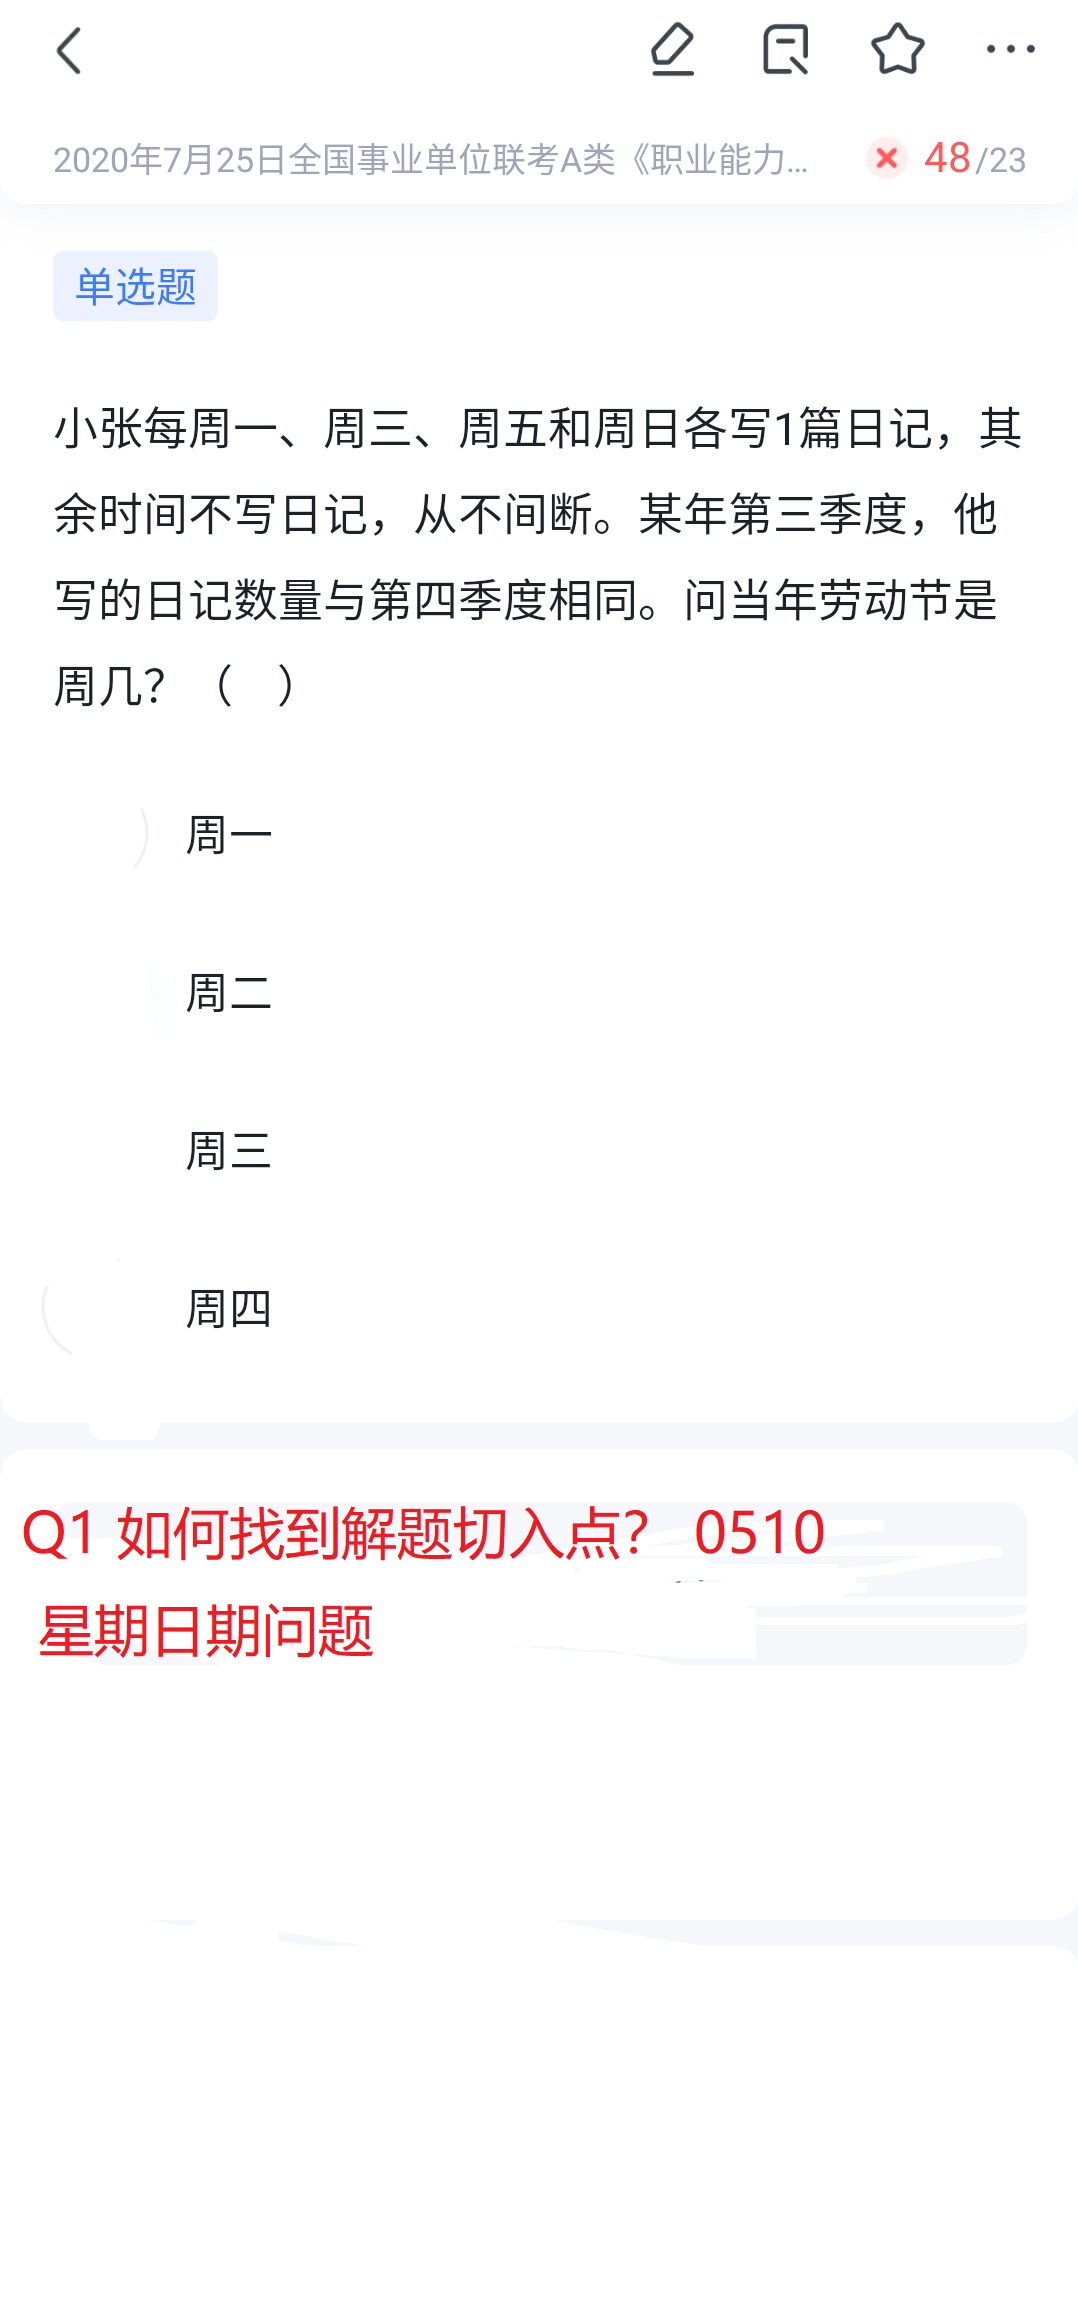 2020年7月25日全国事业单位联考A类《职业能力...
48/23
单选题
小张每周一、周三、周五和周日各写1篇日记，其
余时间不写日记，从不间断。某年第三季度，他
写的日记数量与第四季度相同。问当年劳动节是
周几？（　）
周一
周二
周三
周四
Q1 如何找到解题切入点？ 0510
星期日期问题